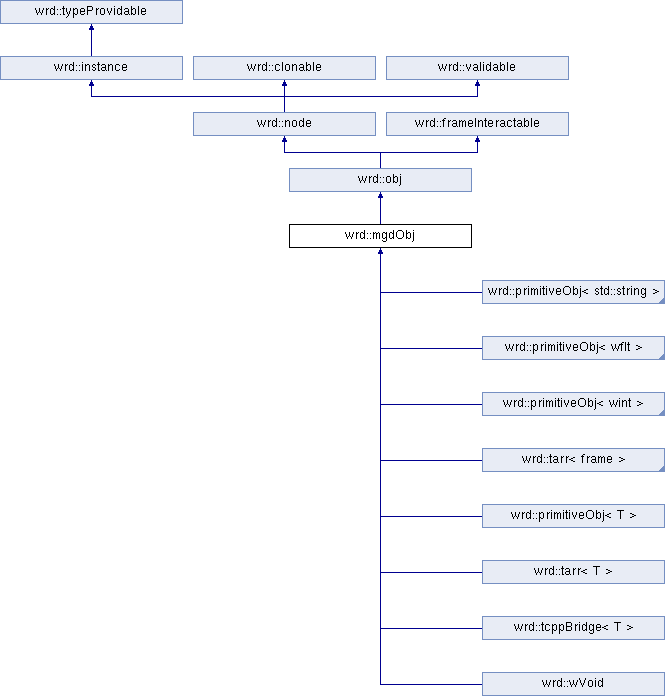 wrd::typeProvidable
wrd::instance
wrd::clonable
wrd::validable
wrd::node
wrd::frameInteractable
wrd::obj
wrd::mgdObj
wrd::primitiveObj< std::string >
wrd::primitiveObj< wflt >
wrd::primitiveObj< wint >
wrd::tarr< frame >
wrd::primitiveObj< T >
wrd::tarr< T >
wrd::tcppBridge< T >
wrd::wVoid